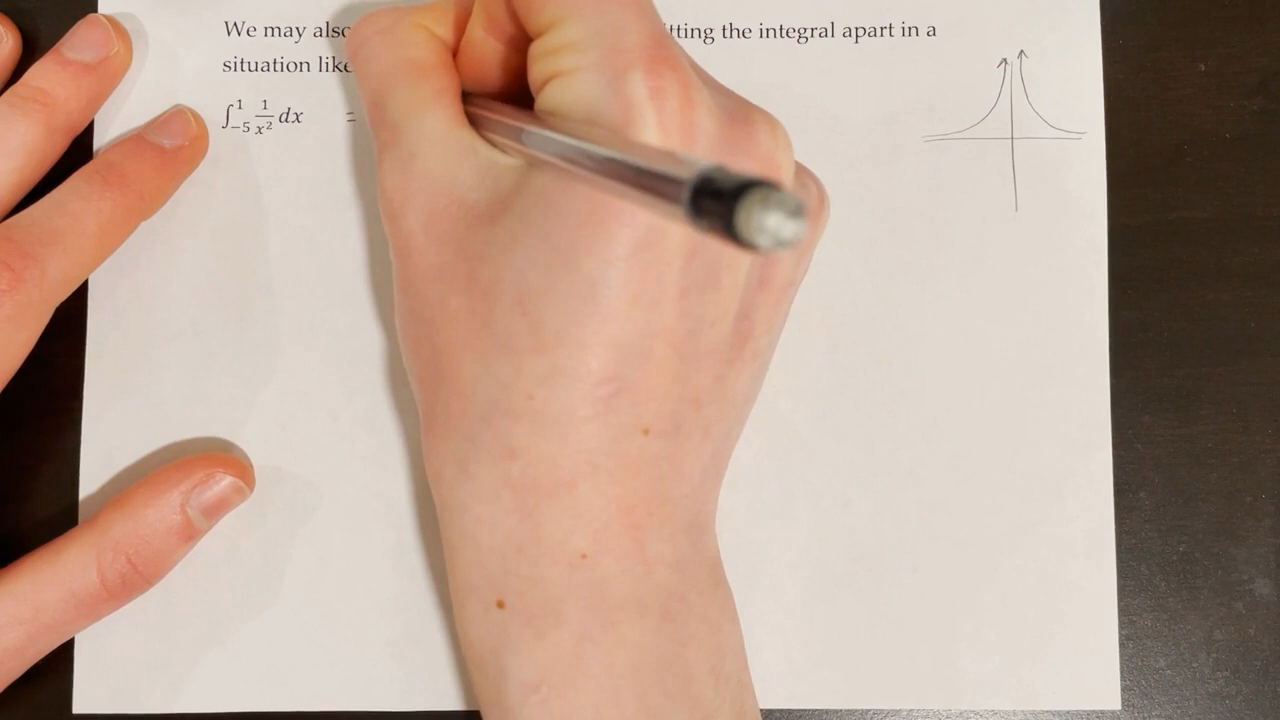 We may also tting the integral apart in a
situation like
∫₋₅¹ 1/x² dx =